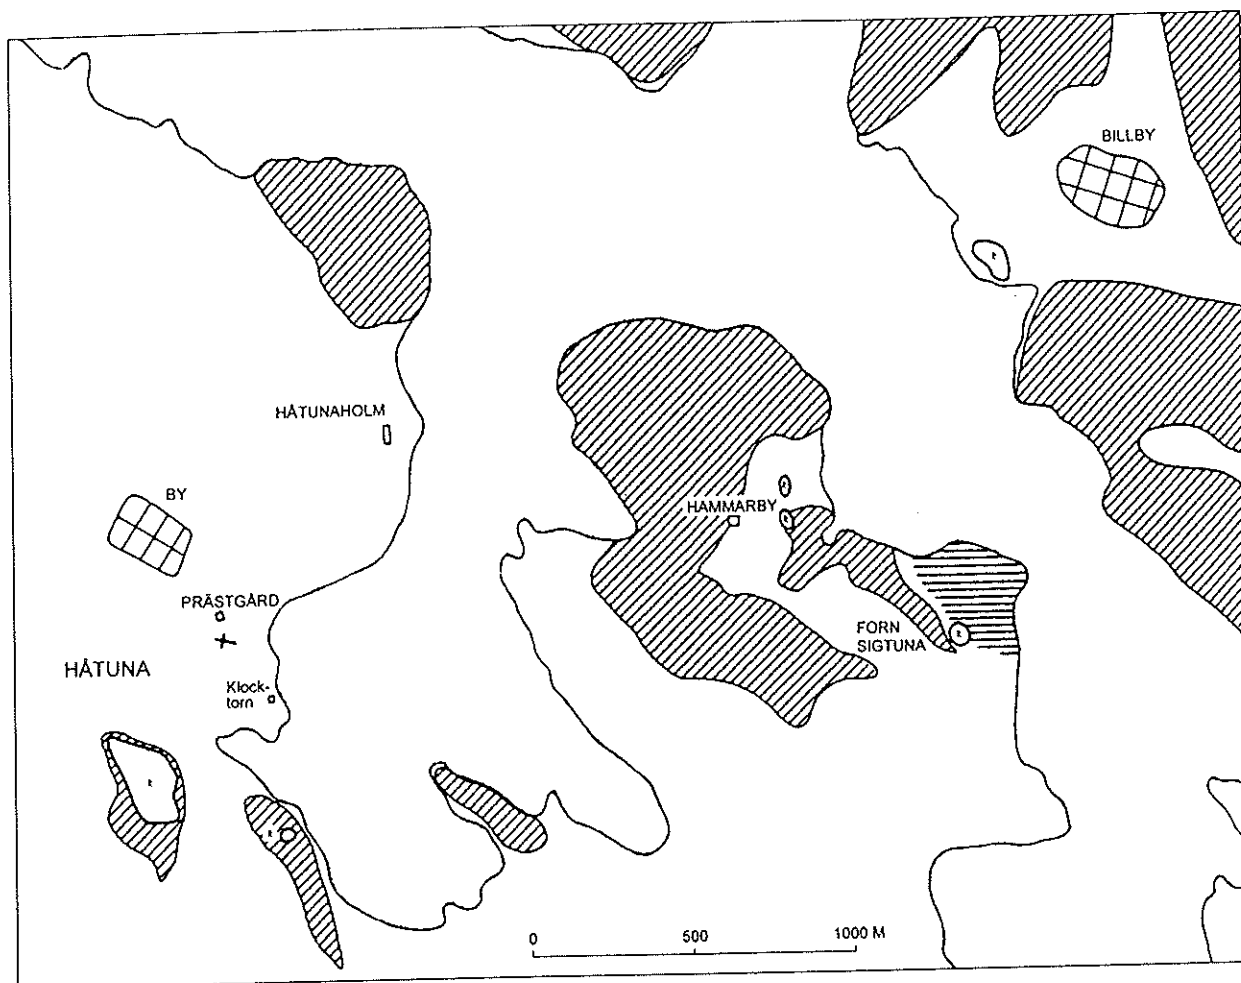 BILLBY
HÅTUNAHOLM
BY
HAMMARBY
PRÄSTGÅRD
FORN
SIGTUNA
HÅTUNA
Klock-
torn
0 500 1000 M